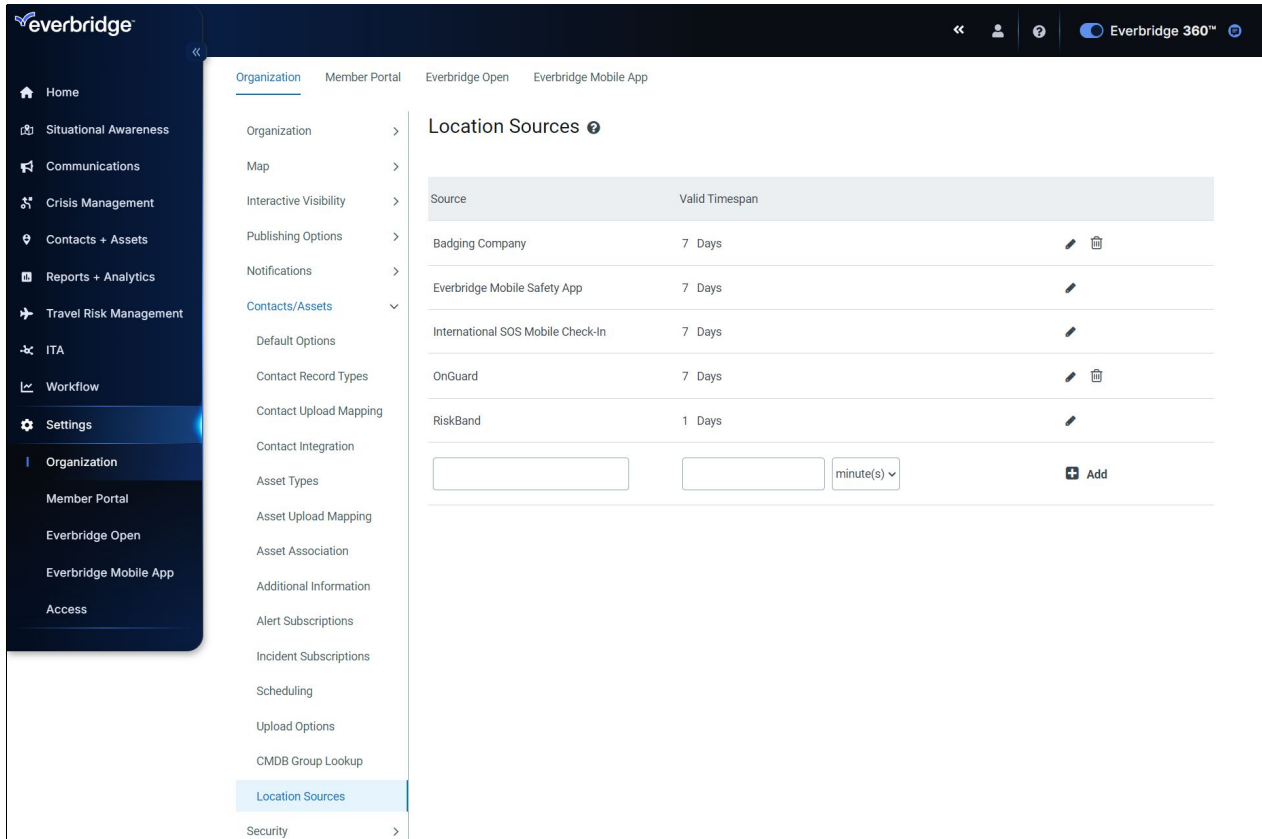 everbridge™
Everbridge 360™
Home
Situational Awareness
Communications
Crisis Management
Contacts + Assets
Reports + Analytics
Travel Risk Management
ITA
Workflow
Settings
Organization
Member Portal
Everbridge Open
Everbridge Mobile App
Access
Organization Member Portal Everbridge Open Everbridge Mobile App
Organization
Map
Interactive Visibility
Publishing Options
Notifications
Contacts/Assets
Default Options
Contact Record Types
Contact Upload Mapping
Contact Integration
Asset Types
Asset Upload Mapping
Asset Association
Additional Information
Alert Subscriptions
Incident Subscriptions
Scheduling
Upload Options
CMDB Group Lookup
Location Sources
Security
Location Sources
Source Valid Timespan
Badging Company 7 Days
Everbridge Mobile Safety App 7 Days
International SOS Mobile Check-In 7 Days
OnGuard 7 Days
RiskBand 1 Days
minute(s) Add